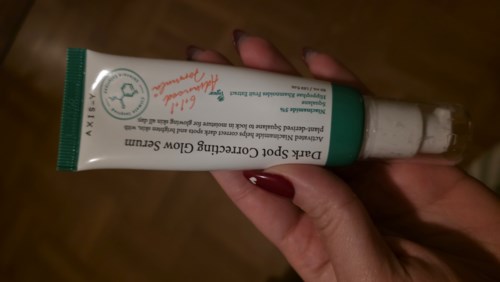 A—BIXY
6+1+1
Advanced
Formula
Vegan
Dark Spot Correcting Glow Serum
Activated Niacinamide helps correct dark spots and brighten skin, with
plant-derived Squalane to lock in moisture for glowing skin all day
Niacinamide 5%
Squalane
Hippophae Rhamnoides Fruit Extract